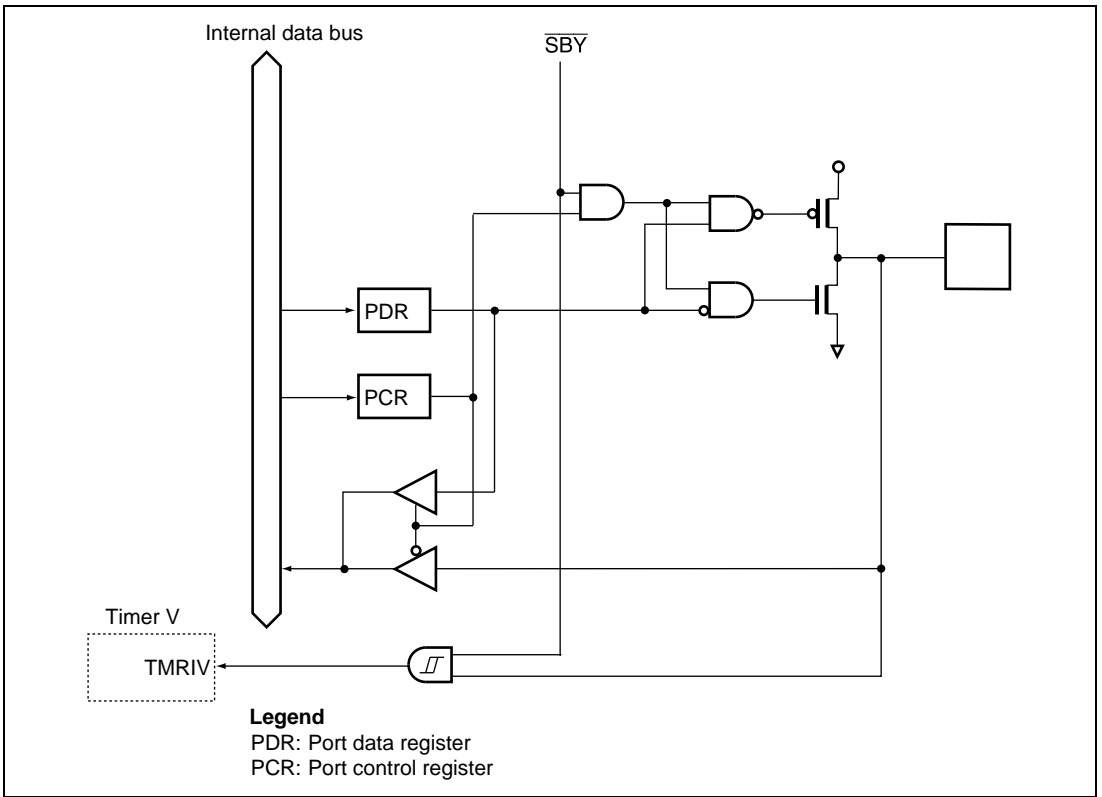 Internal data bus
SBY
PDR
PCR
Timer V
TMRIV
Legend
PDR: Port data register
PCR: Port control register